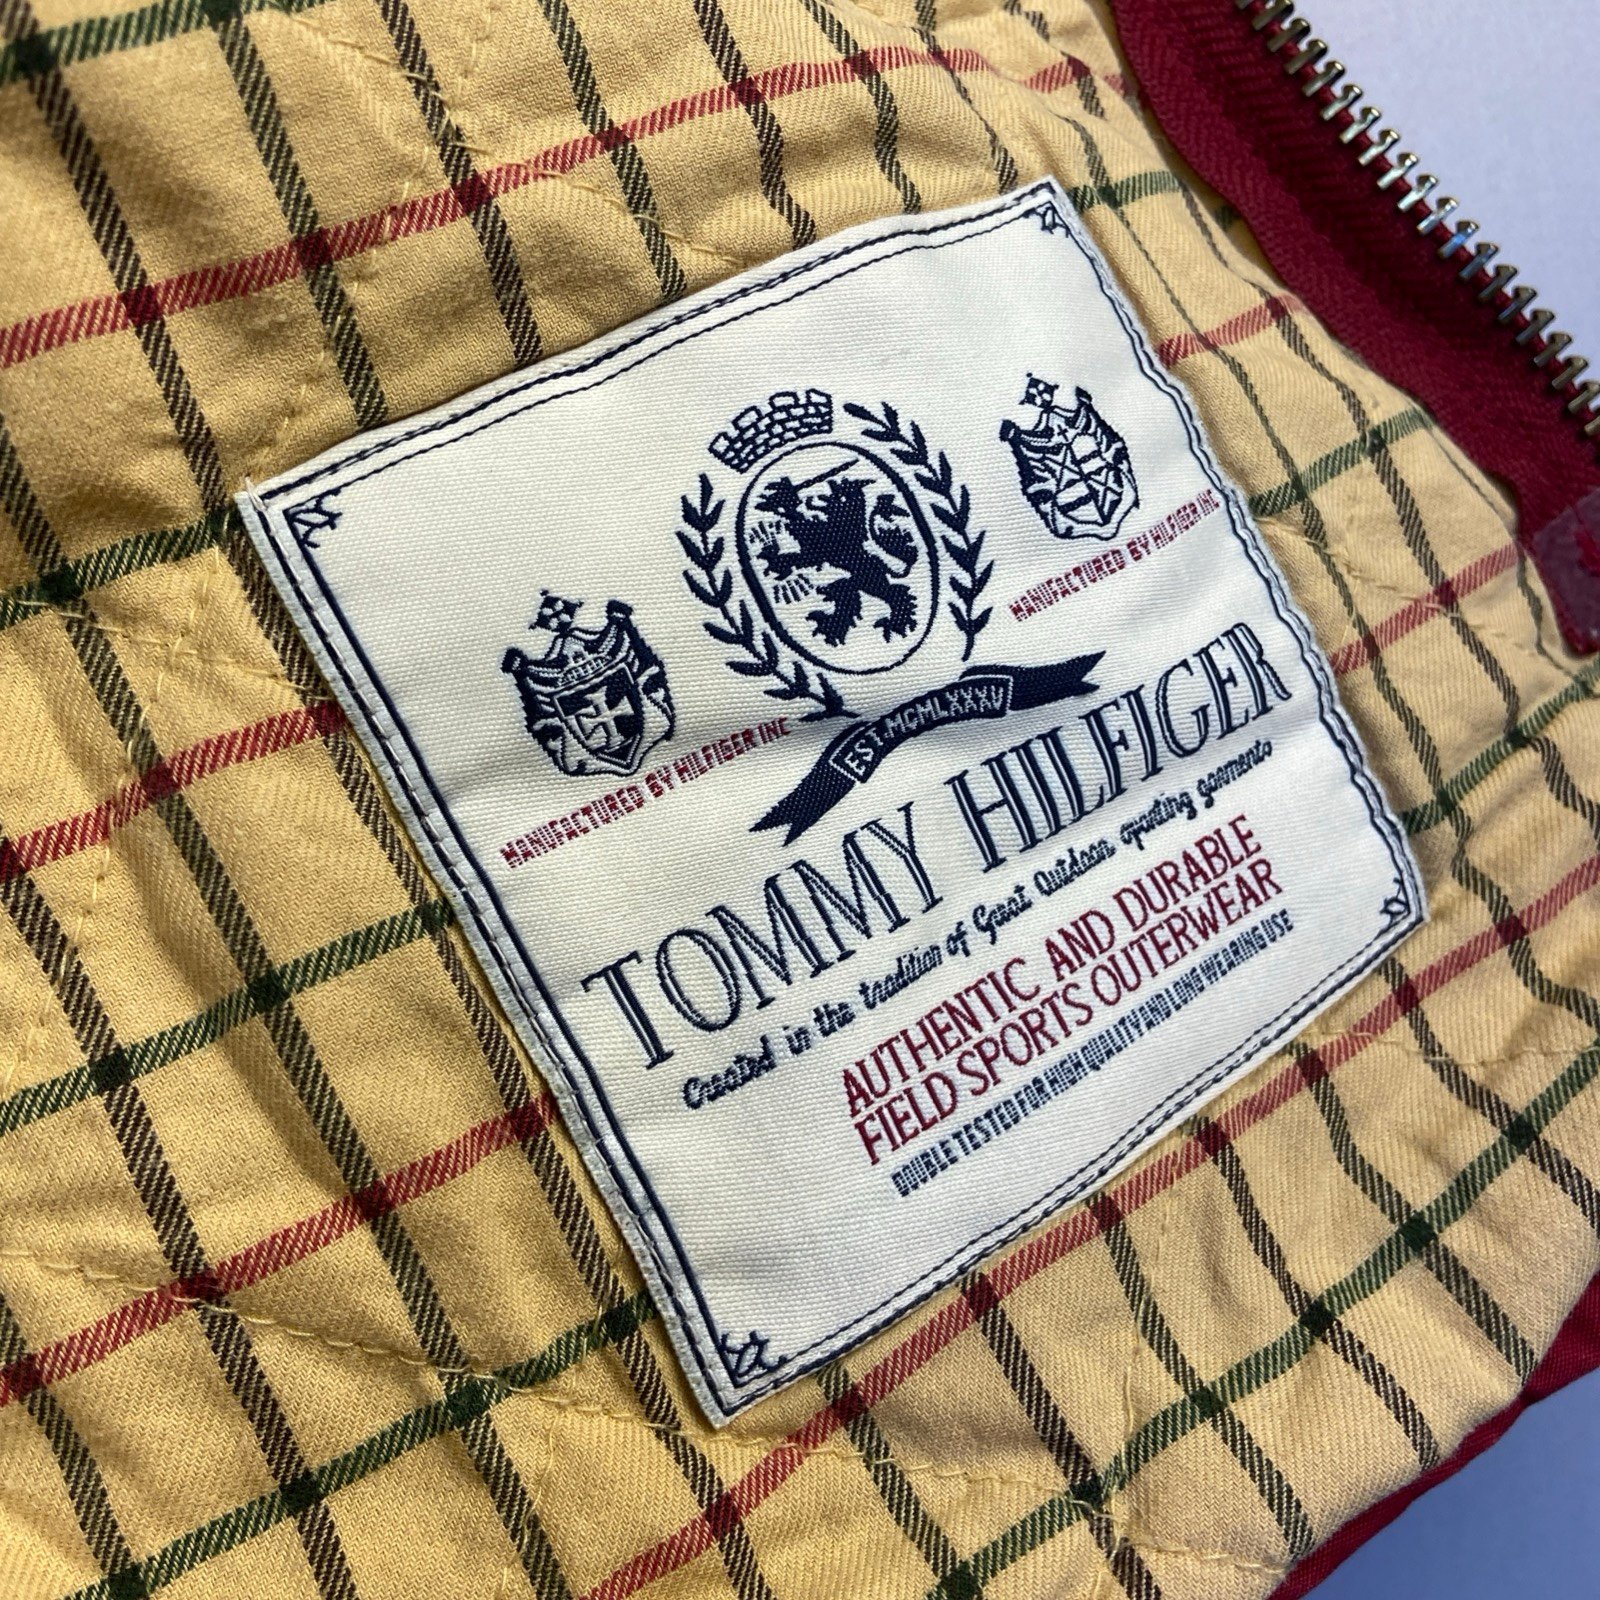 EST·MCMLXXXV
MANUFACTURED BY HILFIGER INC
MANUFACTURED BY HILFIGER INC
TOMMY HILFIGER
Created in the tradition of Great Outdoor sporting garments
AUTHENTIC AND DURABLE
FIELD SPORTS OUTERWEAR
DOUBLE TESTED FOR HIGH QUALITY AND LONG WEARING USE